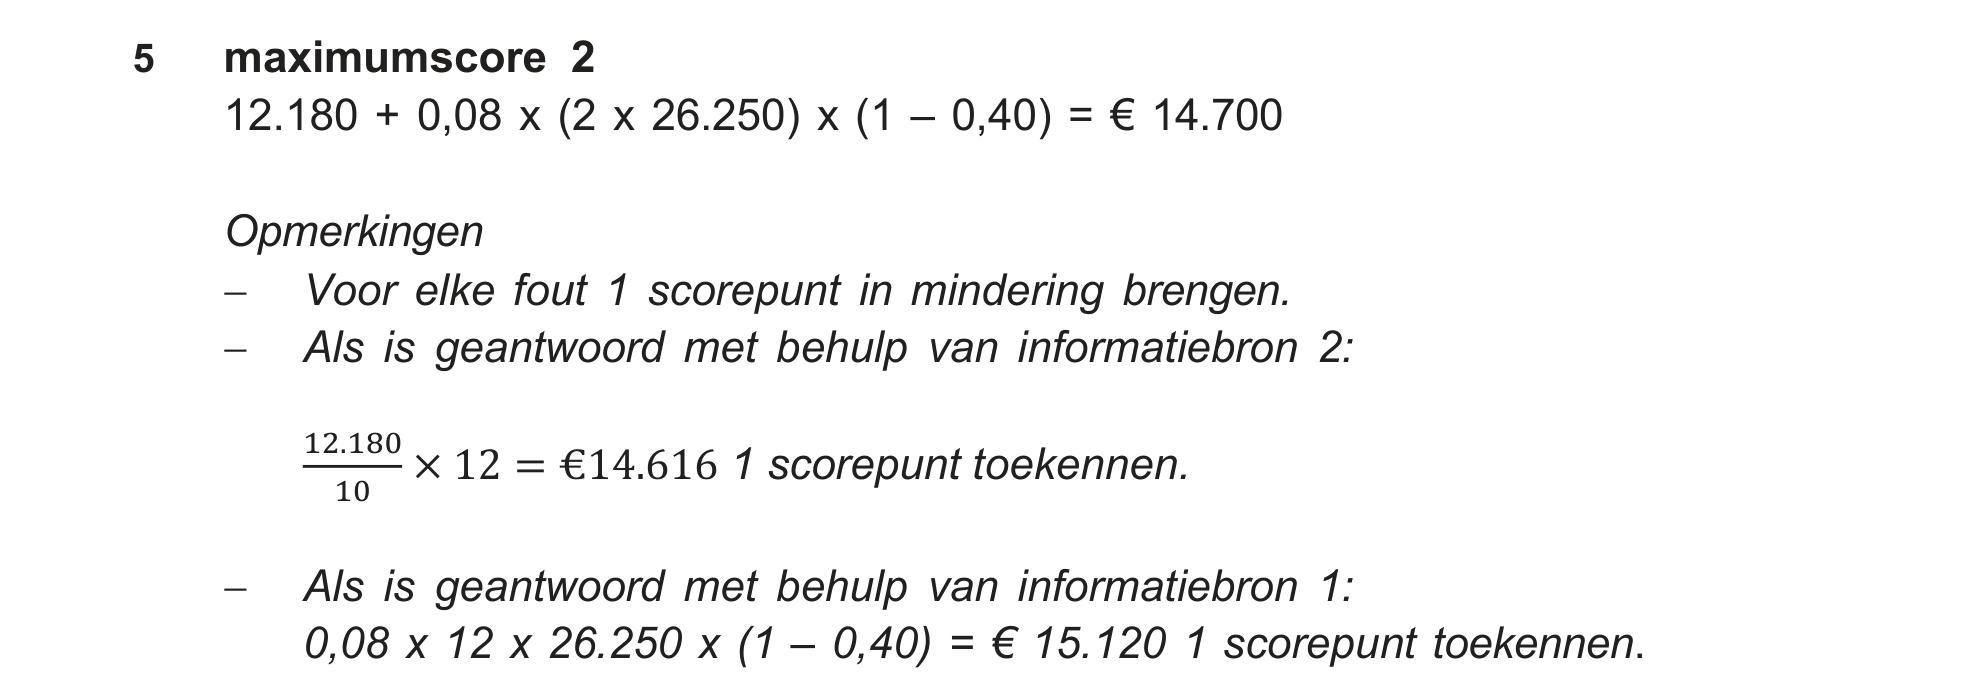 5 maximumscore 2
12.180 + 0,08 x (2 x 26.250) x (1 – 0,40) = € 14.700
Opmerkingen
– Voor elke fout 1 scorepunt in mindering brengen.
– Als is geantwoord met behulp van informatiebron 2:
12.180/10 × 12 = €14.616 1 scorepunt toekennen.
– Als is geantwoord met behulp van informatiebron 1:
0,08 x 12 x 26.250 x (1 – 0,40) = € 15.120 1 scorepunt toekennen.